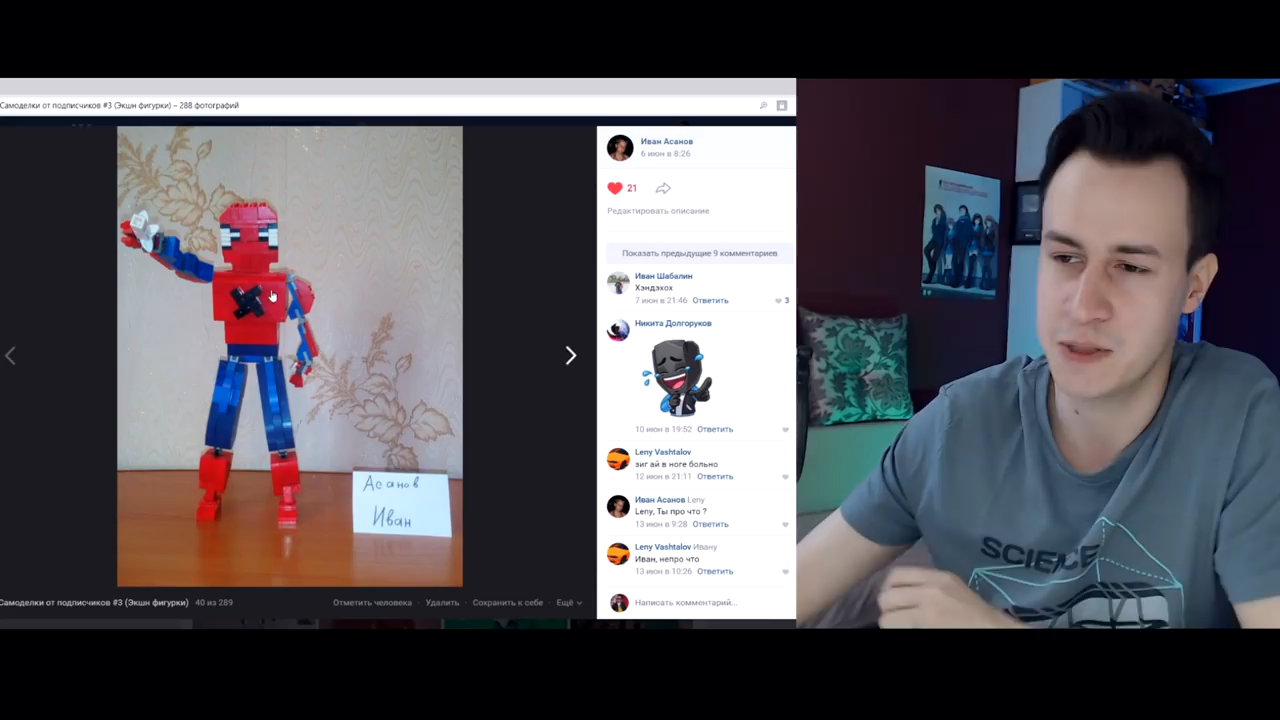 Самоделки от подписчиков #3 (Экшн фигурки) – 288 фотографий
Асанов
Иван
Самоделки от подписчиков #3 (Экшн фигурки) 40 из 289
Отметить человека · Удалить · Сохранить к себе · Ещё
Иван Асанов
6 июн в 8:26
21
Редактировать описание
Показать предыдущие 9 комментариев
Иван Шабалин
Хэндэхох
7 июн в 21:46 Ответить 3
Никита Долгоруков
10 июн в 19:52 Ответить
Leny Vashtalov
зиг ай в ноге больно
12 июн в 21:11 Ответить
Иван Асанов Leny
Leny, Ты про что ?
13 июн в 9:28 Ответить
Leny Vashtalov Ивану
Иван, непро что
13 июн в 10:26 Ответить
Написать комментарий...
SCIENCE